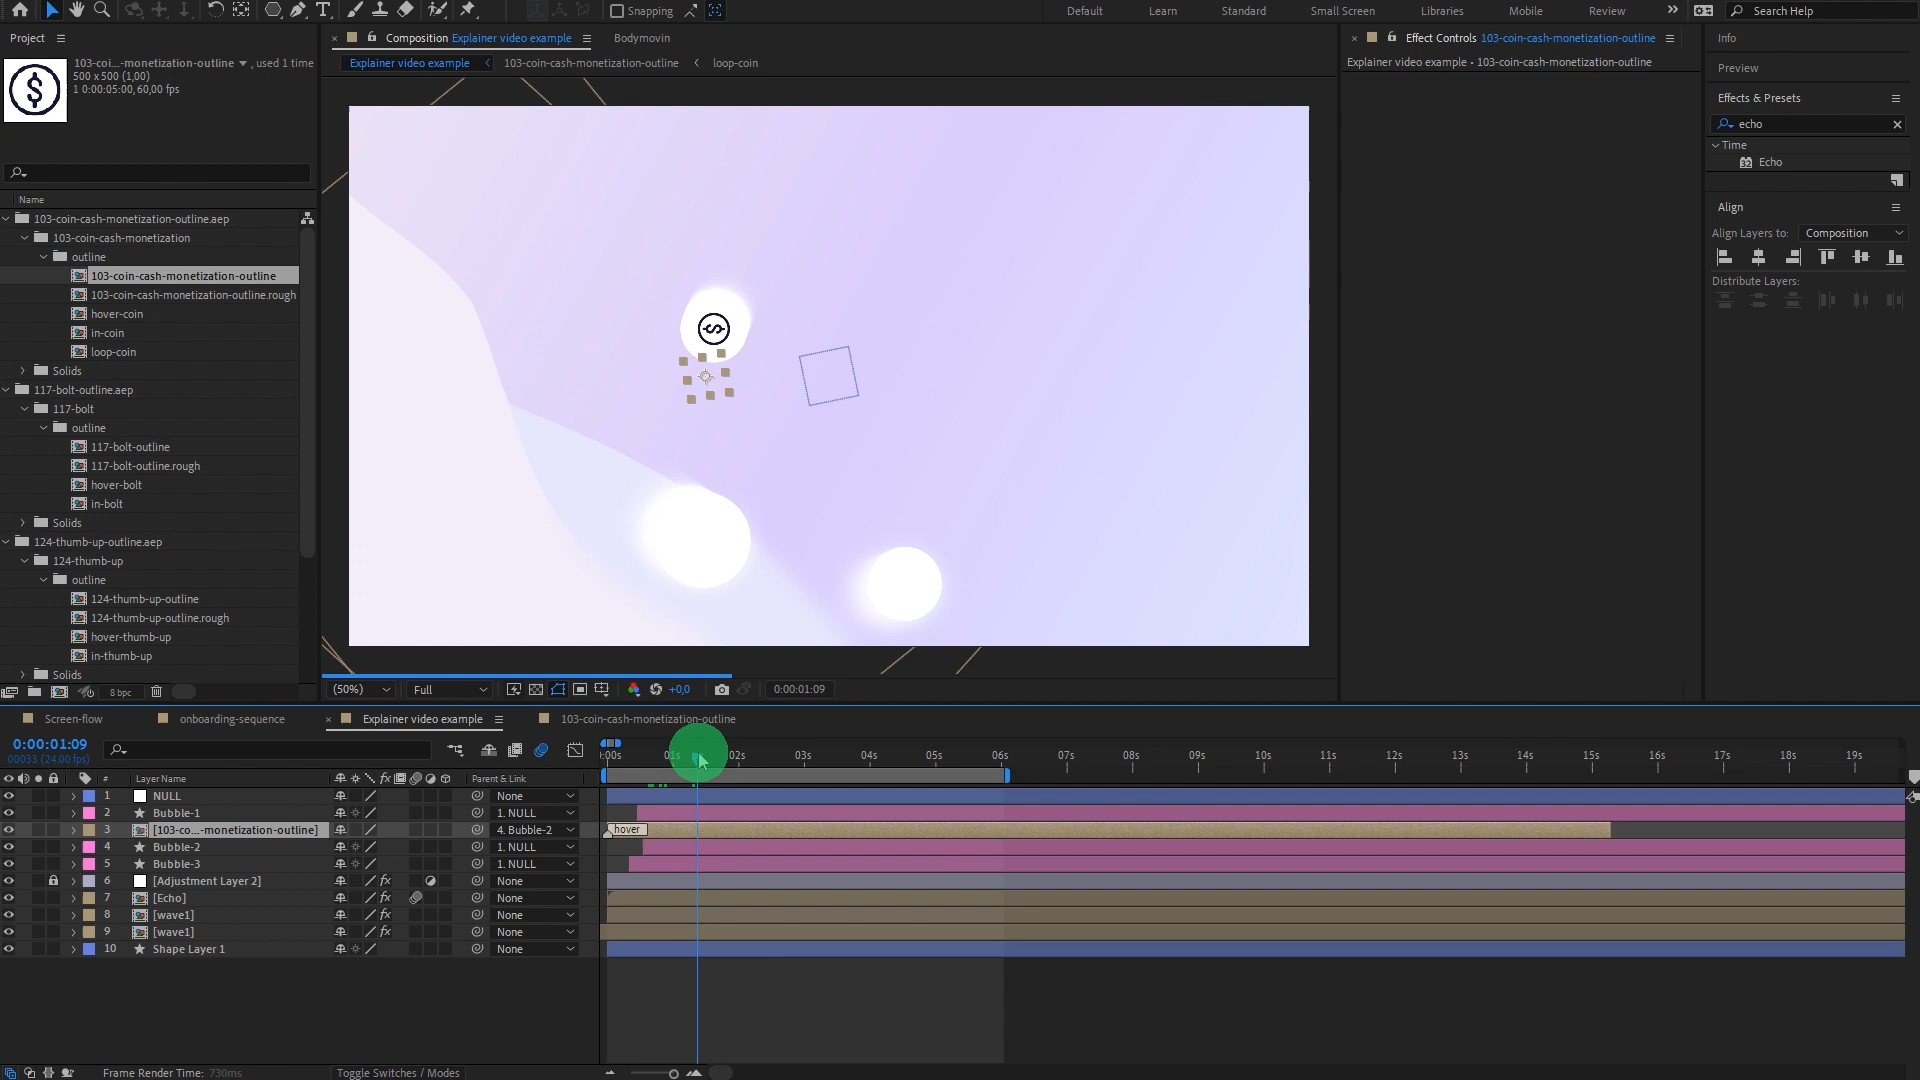 Snapping
Default
Learn
Standard
Small Screen
Libraries
Mobile
Review
Search Help
Project
Composition Explainer video example
Bodymovin
Effect Controls 103-coin-cash-monetization-outline
Info
103-coi...-monetization-outline , used 1 time
500 x 500 (1,00)
1 0:00:05:00, 60,00 fps
Explainer video example
103-coin-cash-monetization-outline
loop-coin
Explainer video example • 103-coin-cash-monetization-outline
Preview
Effects & Presets
echo
Time
Echo
Name
Align
Align Layers to:
Composition
Distribute Layers:
103-coin-cash-monetization-outline.aep
103-coin-cash-monetization
outline
103-coin-cash-monetization-outline
103-coin-cash-monetization-outline.rough
hover-coin
in-coin
loop-coin
Solids
117-bolt-outline.aep
117-bolt
outline
117-bolt-outline
117-bolt-outline.rough
hover-bolt
in-bolt
Solids
124-thumb-up-outline.aep
124-thumb-up
outline
124-thumb-up-outline
124-thumb-up-outline.rough
hover-thumb-up
in-thumb-up
Solids
8 bpc
(50%)
Full
+0,0
0:00:01:09
Screen-flow
onboarding-sequence
Explainer video example
103-coin-cash-monetization-outline
0:00:01:09
00033 (24.00 fps)
:00s 01s 02s 03s 04s 05s 06s 07s 08s 09s 10s 11s 12s 13s 14s 15s 16s 17s 18s 19s
# Layer Name Parent & Link
1 NULL None
2 Bubble-1 1. NULL
3 [103-co...-monetization-outline] 4. Bubble-2 hover
4 Bubble-2 1. NULL
5 Bubble-3 1. NULL
6 [Adjustment Layer 2] None
7 [Echo] None
8 [wave1] None
9 [wave1] None
10 Shape Layer 1 None
Frame Render Time: 730ms
Toggle Switches / Modes